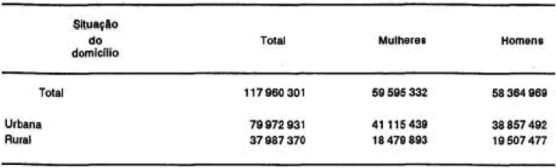 Situação
do
domicílio
Total Mulheres Homens
Total 117 960 301 59 595 332 58 364 969
Urbana 79 972 931 41 115 439 38 857 492
Rural 37 987 370 18 479 893 19 507 477